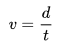 v = d/t